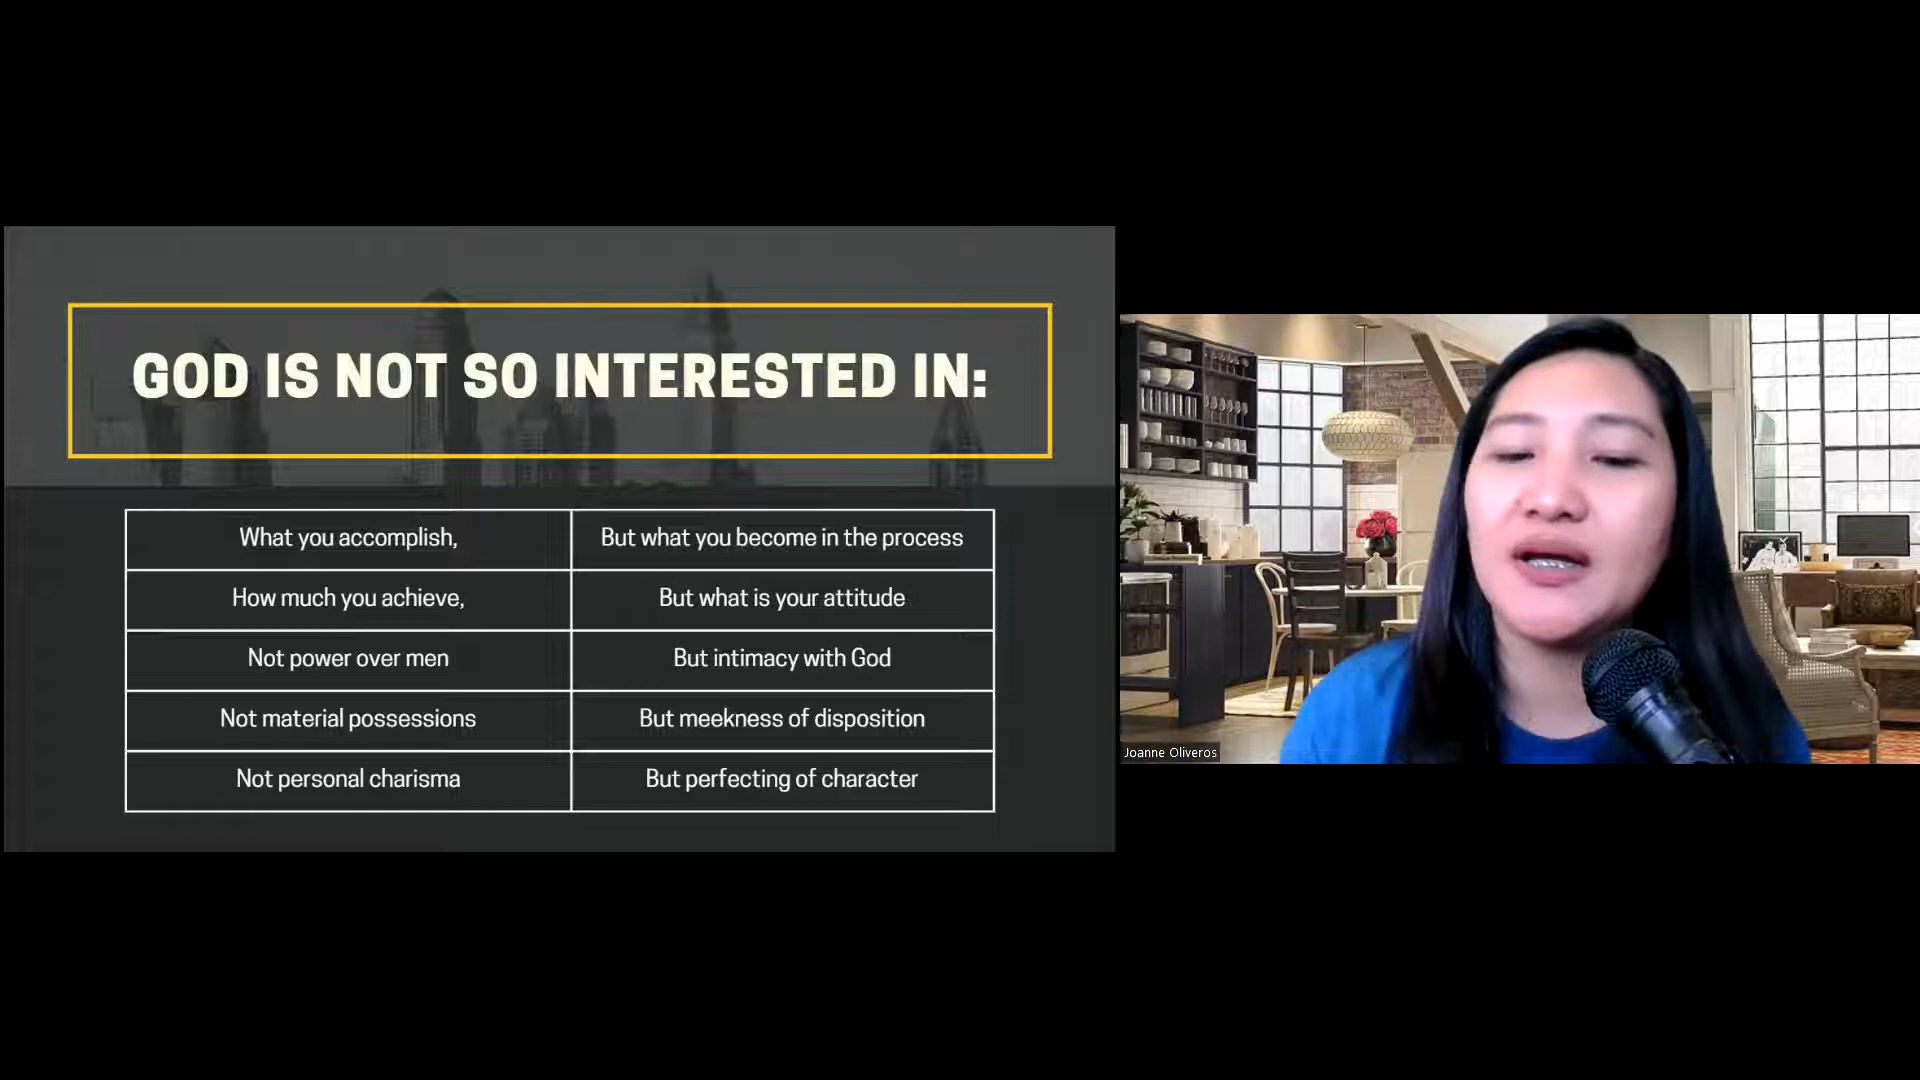 GOD IS NOT SO INTERESTED IN:
What you accomplish,
But what you become in the process
How much you achieve,
But what is your attitude
Not power over men
But intimacy with God
Not material possessions
But meekness of disposition
Not personal charisma
But perfecting of character
Joanne Oliveros